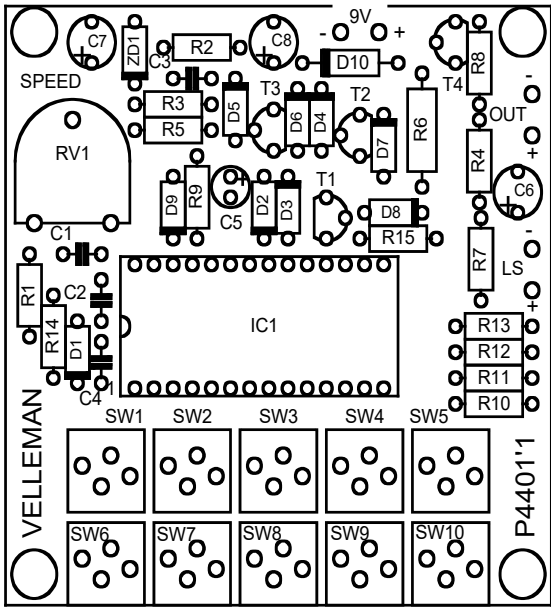 9V
- +
C7
ZD1
R2
C8
D10
T4
R8
C3
SPEED
-
OUT
+
R3
D5
T3
D6
D4
T2
R6
R5
D7
RV1
R4
D9
R9
C5
D2
D3
T1
D8
C6
R15
C1
-
LS
+
R7
R1
C2
R14
D1
IC1
R13
R12
R11
R10
C4
1
SW1 SW2 SW3 SW4 SW5
SW6 SW7 SW8 SW9 SW10
VELLEMAN
P4401'1